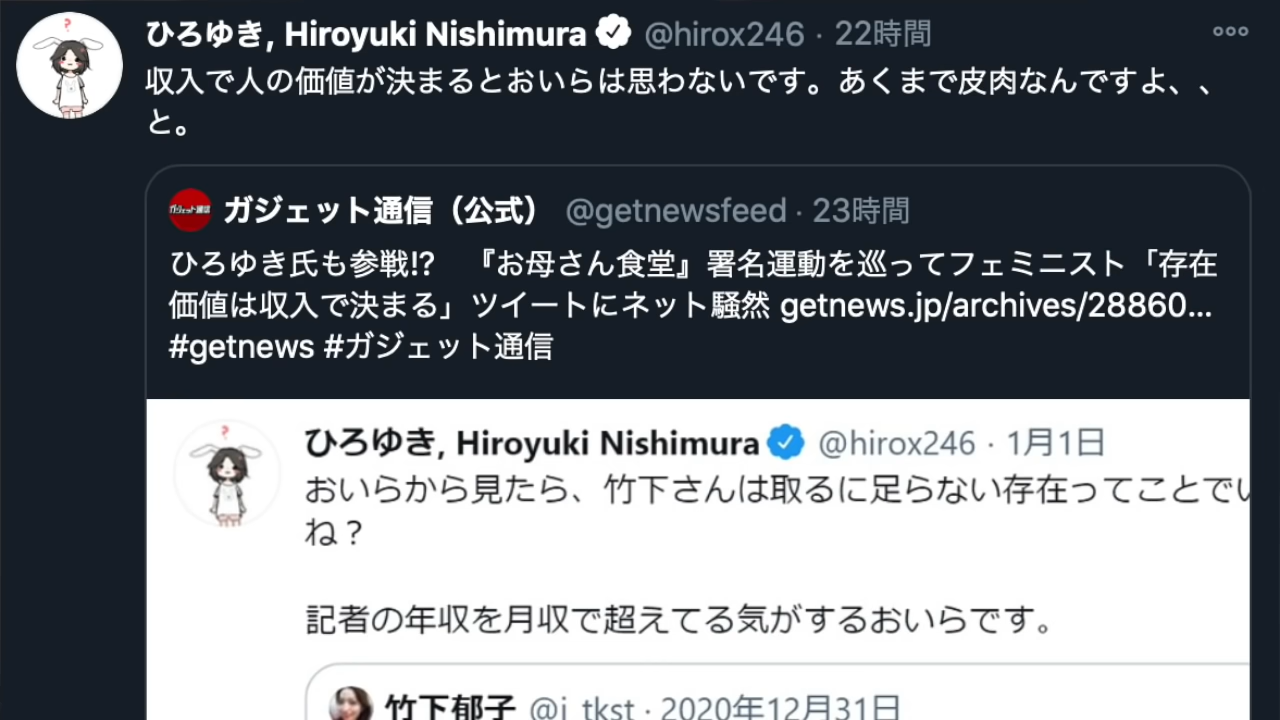 ひろゆき, Hiroyuki Nishimura @hirox246 · 22時間
収入で人の価値が決まるとおいらは思わないです。あくまで皮肉なんですよ、、
と。
ガジェット通信（公式） @getnewsfeed · 23時間
ひろゆき氏も参戦!?　『お母さん食堂』署名運動を巡ってフェミニスト「存在
価値は収入で決まる」ツイートにネット騒然 getnews.jp/archives/28860...
#getnews #ガジェット通信
ひろゆき, Hiroyuki Nishimura @hirox246 · 1月1日
おいらから見たら、竹下さんは取るに足らない存在ってことでい
ね？
記者の年収を月収で超えてる気がするおいらです。
竹下郁子 @i_tkst · 2020年12月31日